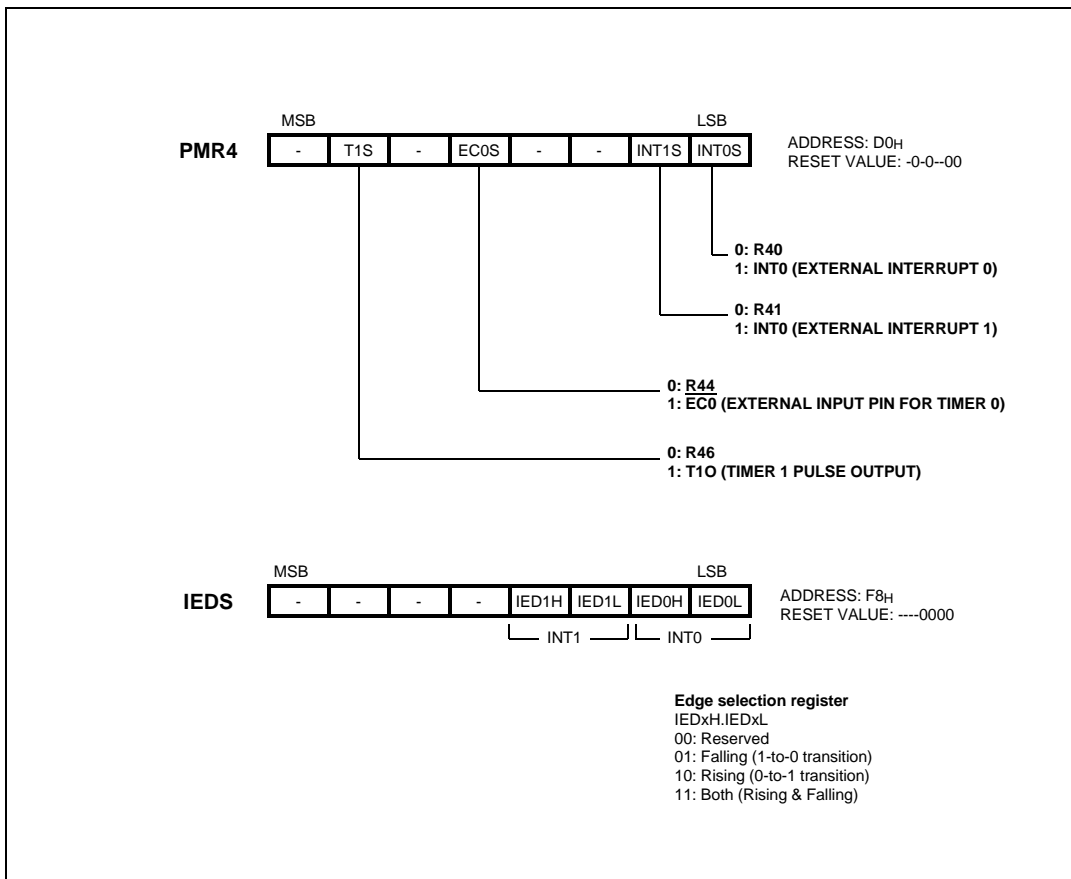 MSB LSB
PMR4 - T1S - EC0S - - INT1S INT0S ADDRESS: D0H
RESET VALUE: -0-0--00
0: R40
1: INT0 (EXTERNAL INTERRUPT 0)
0: R41
1: INT0 (EXTERNAL INTERRUPT 1)
0: R44
1: EC0 (EXTERNAL INPUT PIN FOR TIMER 0)
0: R46
1: T1O (TIMER 1 PULSE OUTPUT)
MSB LSB
IEDS - - - - IED1H IED1L IED0H IED0L ADDRESS: F8H
RESET VALUE: ----0000
INT1 INT0
Edge selection register
IEDxH.IEDxL
00: Reserved
01: Falling (1-to-0 transition)
10: Rising (0-to-1 transition)
11: Both (Rising & Falling)